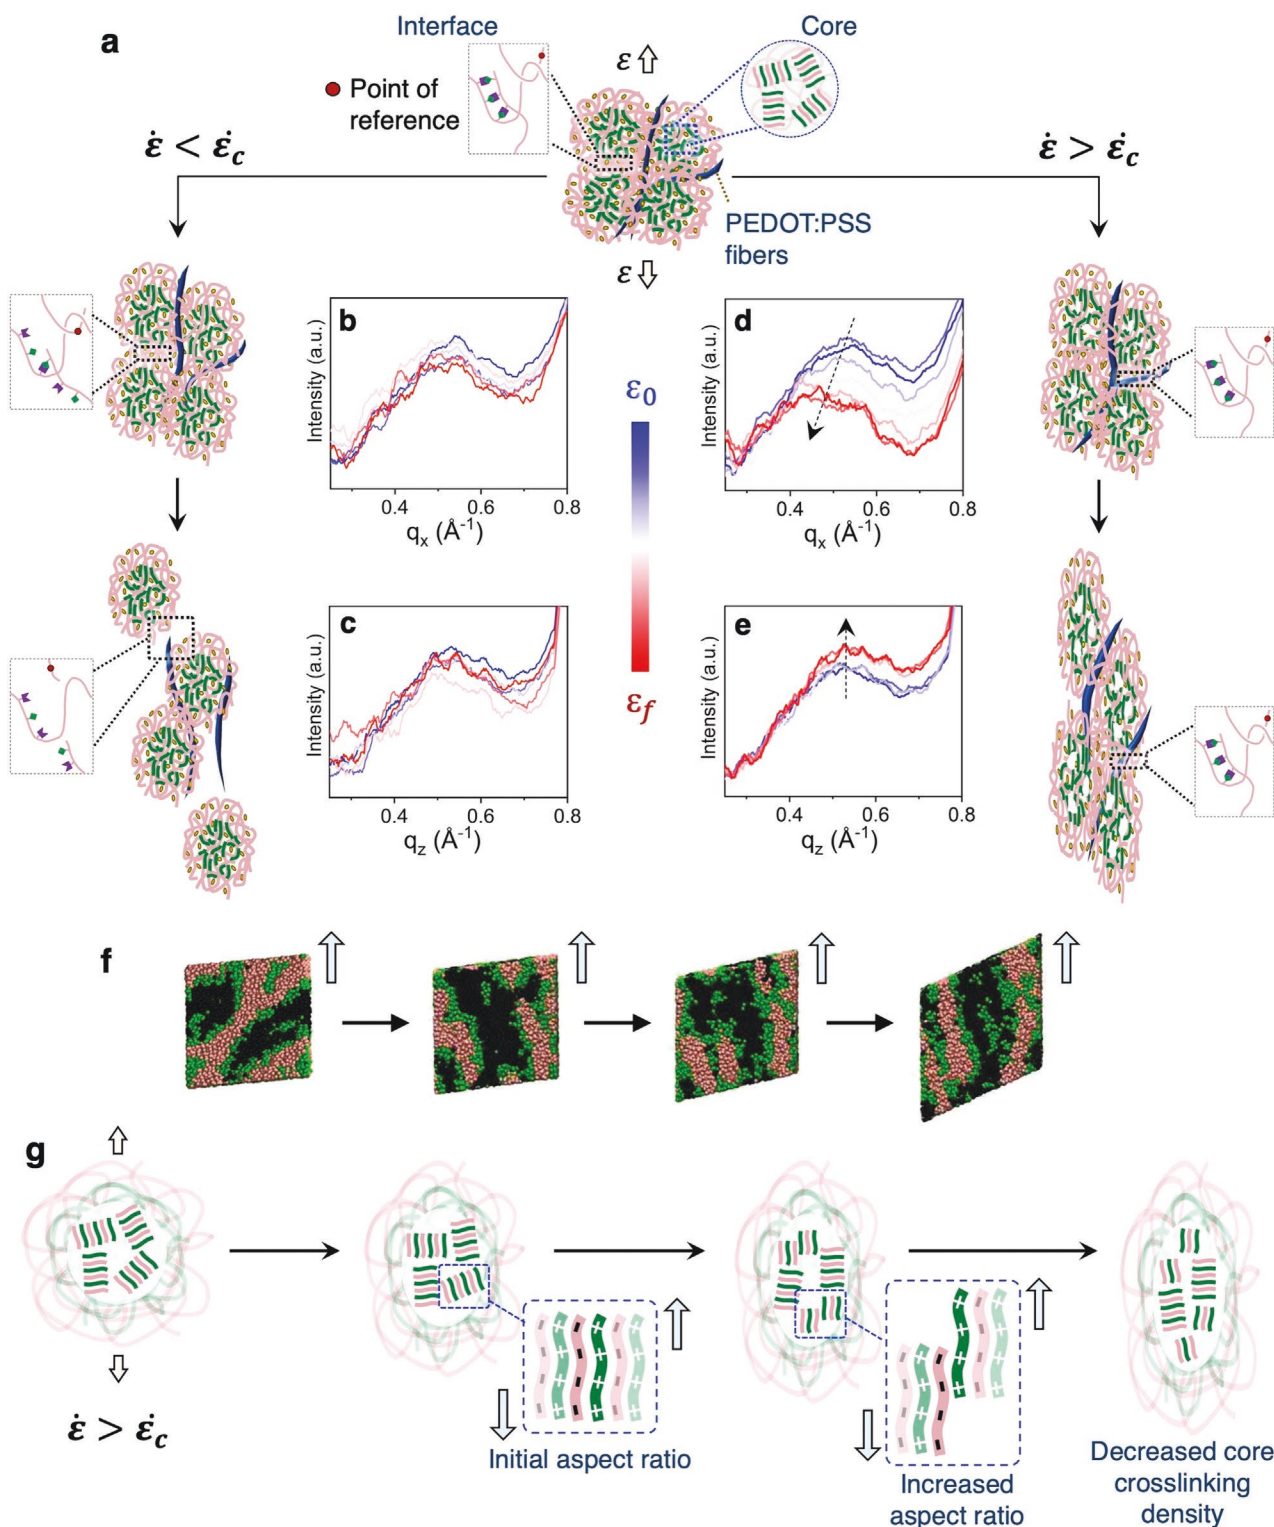 a
Interface
Core
ε
Point of
reference
ε̇ < ε̇c
ε̇ > ε̇c
PEDOT:PSS
fibers
ε
b
Intensity (a.u.)
0.4 0.6 0.8
qx (Å-1)
d
Intensity (a.u.)
0.4 0.6 0.8
qx (Å-1)
ε0
εf
c
Intensity (a.u.)
0.4 0.6 0.8
qz (Å-1)
e
Intensity (a.u.)
0.4 0.6 0.8
qz (Å-1)
f
g
ε̇ > ε̇c
Initial aspect ratio
Increased
aspect ratio
Decreased core
crosslinking
density